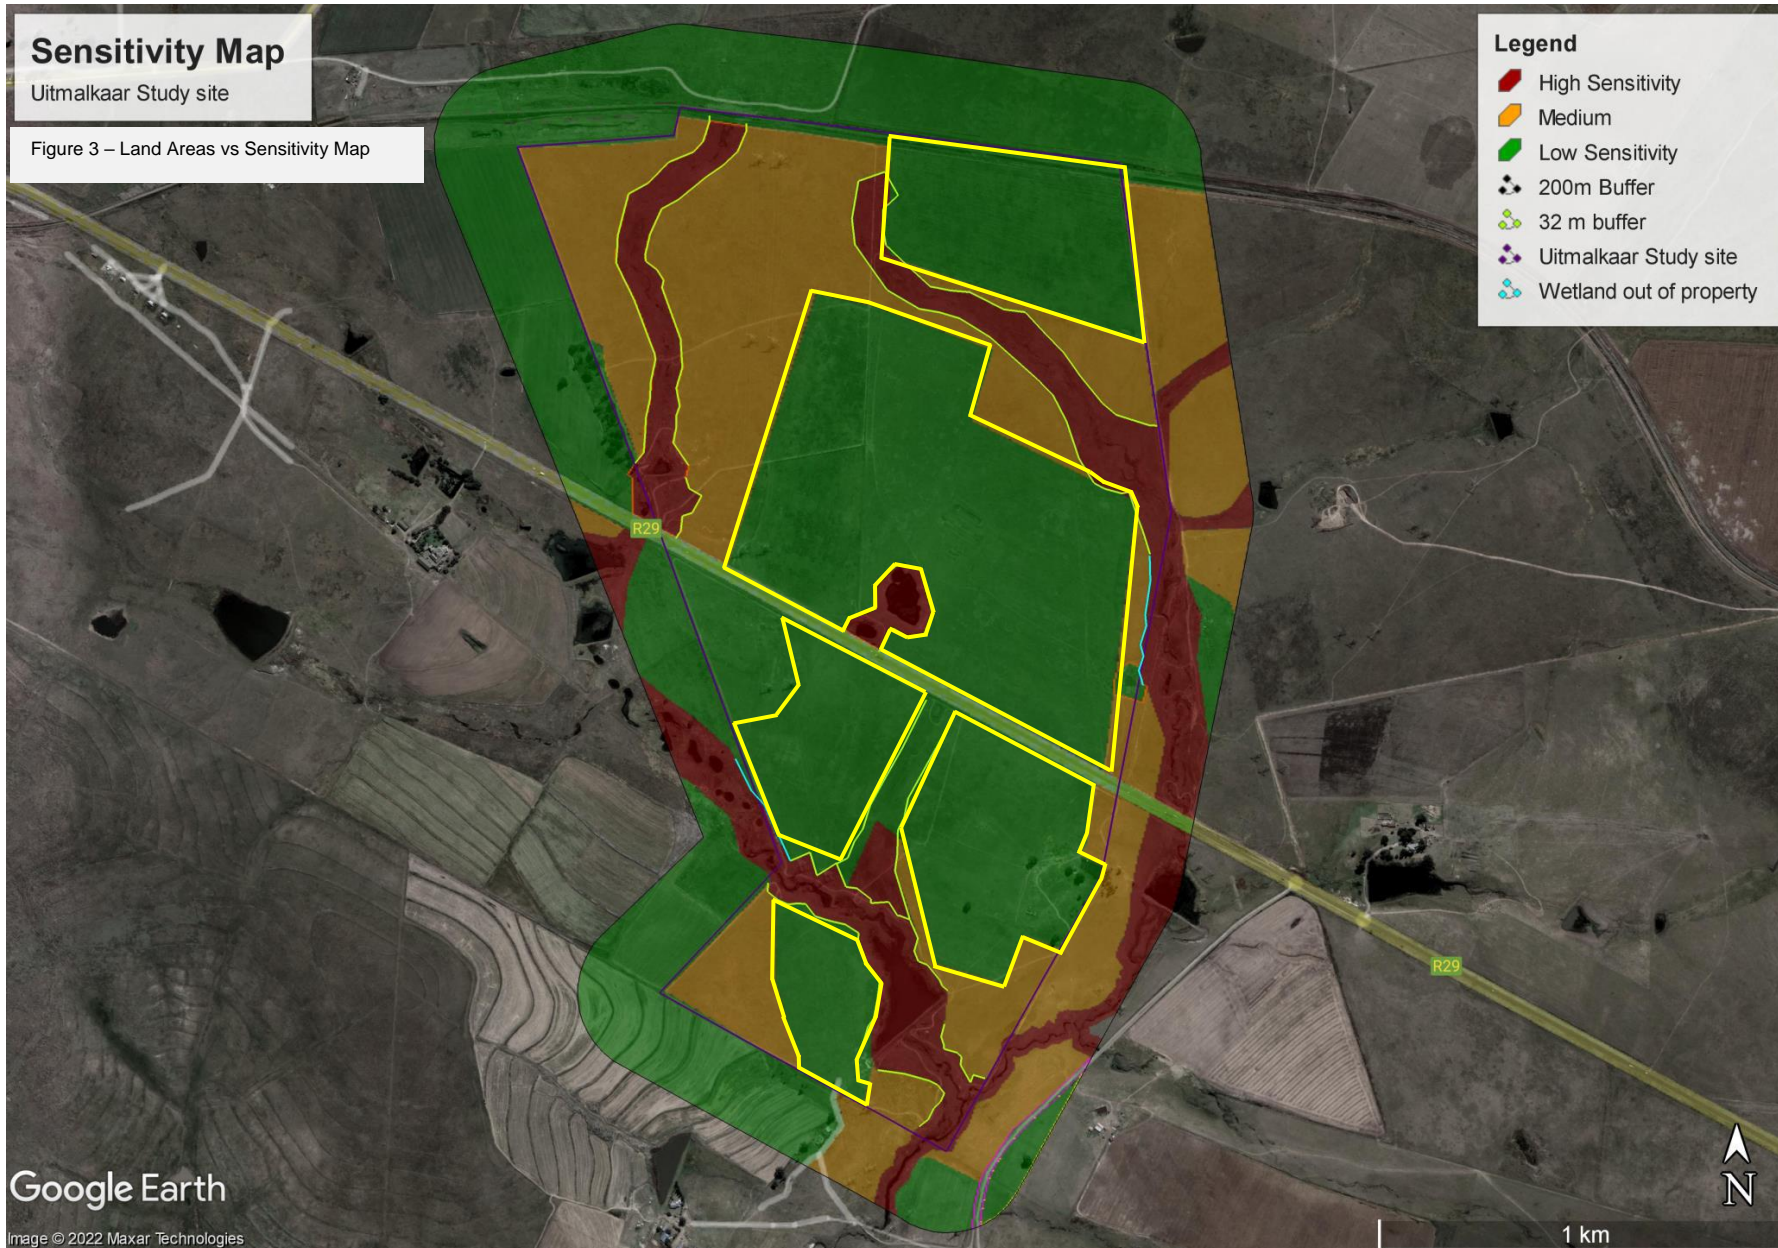 Sensitivity Map
Uitmalkaar Study site
Figure 3 – Land Areas vs Sensitivity Map
Legend
High Sensitivity
Medium
Low Sensitivity
200m Buffer
32 m buffer
Uitmalkaar Study site
Wetland out of property
R29
R29
N
Google Earth
Image © 2022 Maxar Technologies
1 km